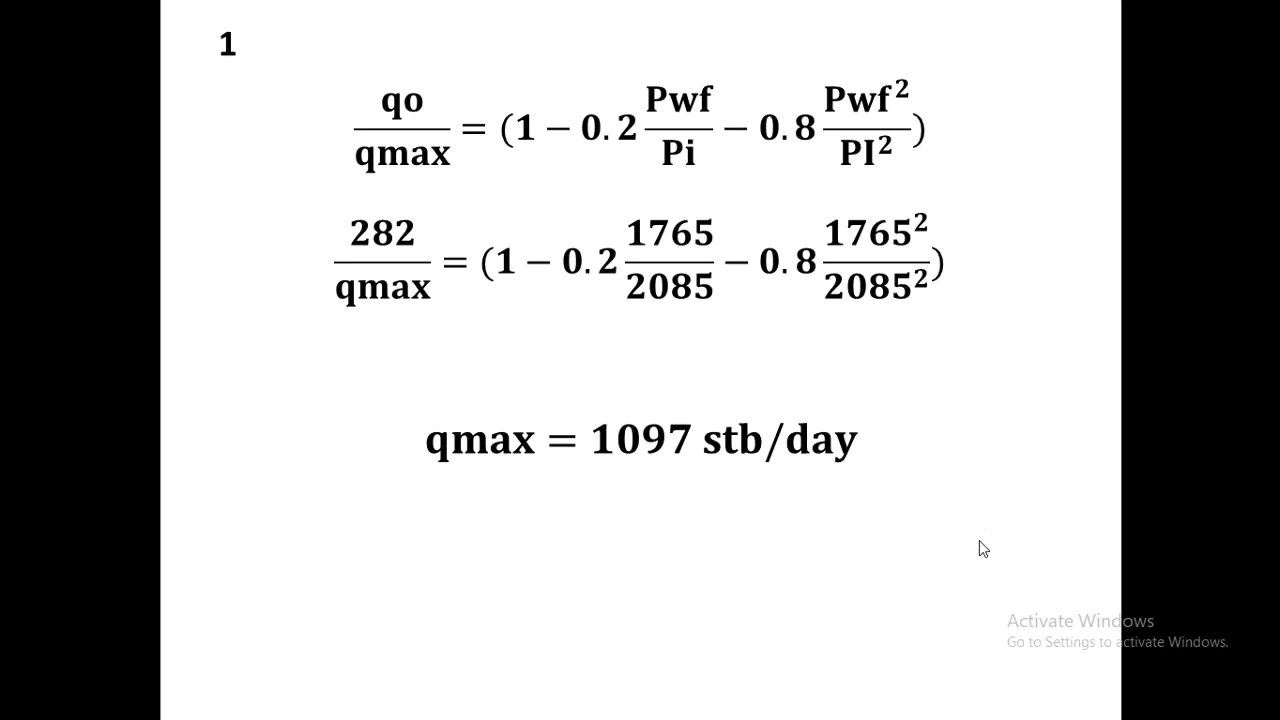 1
qo/qmax = (1 − 0.2 Pwf/Pi − 0.8 Pwf²/PI²)
282/qmax = (1 − 0.2 1765/2085 − 0.8 1765²/2085²)
qmax = 1097 stb/day
Activate Windows
Go to Settings to activate Windows.